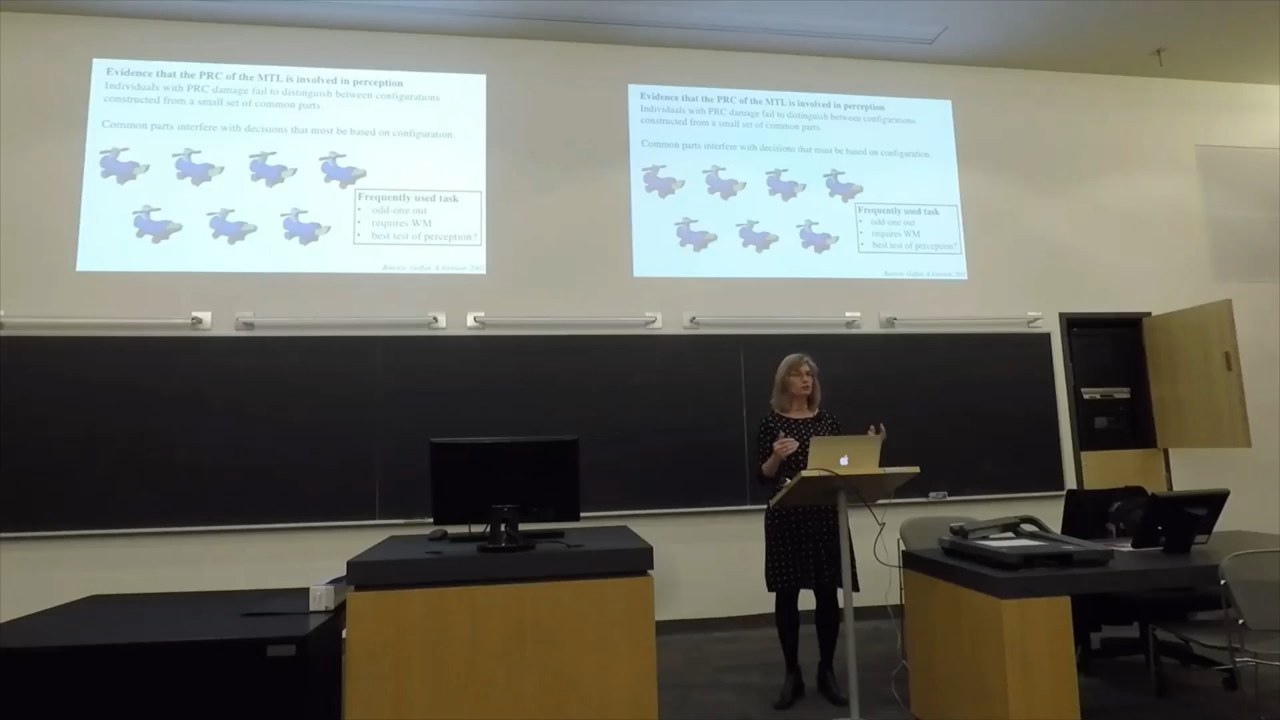 Evidence that the PRC of the MTL is involved in perception
Individuals with PRC damage fail to distinguish between configurations
constructed from a small set of common parts.
Common parts interfere with decisions that must be based on configuration.
Frequently used task
• odd-one out
• requires WM
• best test of perception?
Evidence that the PRC of the MTL is involved in perception
Individuals with PRC damage fail to distinguish between configurations
constructed from a small set of common parts.
Common parts interfere with decisions that must be based on configuration.
Frequently used task
• odd-one out
• requires WM
• best test of perception?